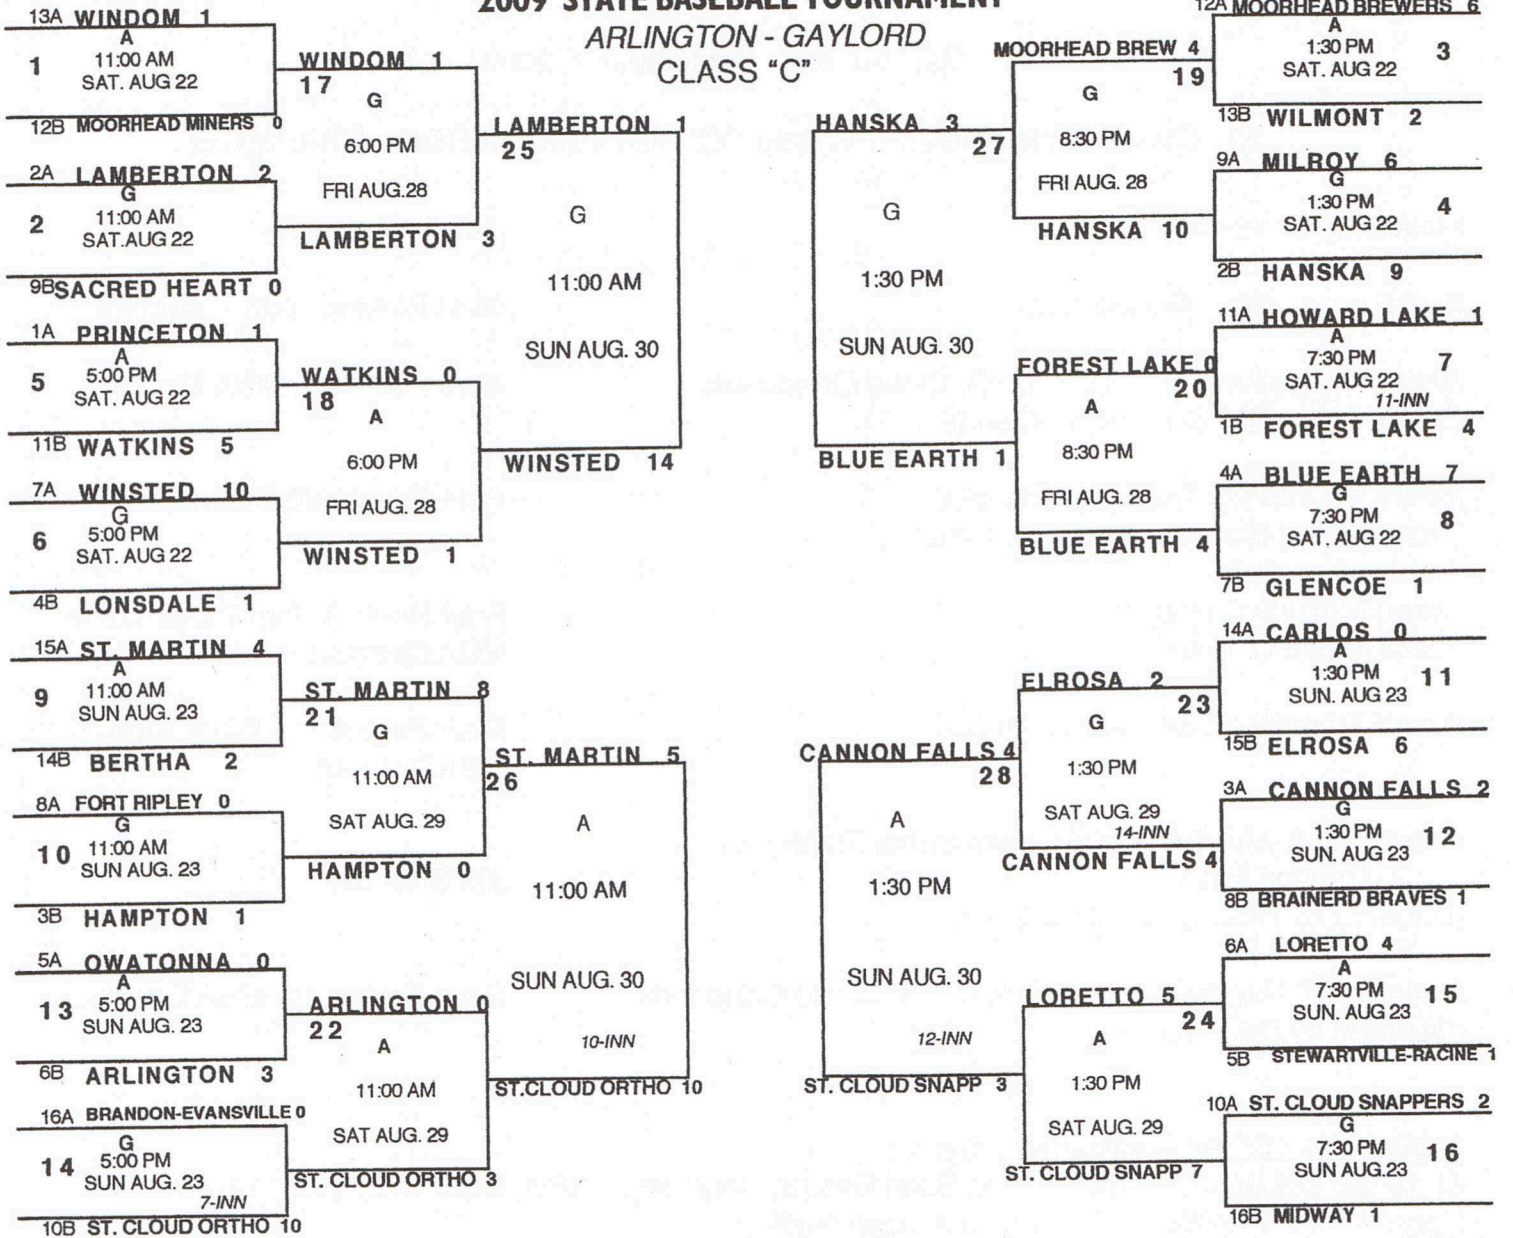 2009 STATE BASEBALL TOURNAMENT
ARLINGTON - GAYLORD
CLASS “C”
13A WINDOM 1
A
11:00 AM
1
SAT. AUG 22
12B MOORHEAD MINERS 0
2A LAMBERTON 2
G
11:00 AM
2
SAT.AUG 22
9B SACRED HEART 0
1A PRINCETON 1
A
5:00 PM
5
SAT. AUG 22
11B WATKINS 5
7A WINSTED 10
G
5:00 PM
6
SAT. AUG 22
4B LONSDALE 1
15A ST. MARTIN 4
A
11:00 AM
9
SUN AUG. 23
14B BERTHA 2
8A FORT RIPLEY 0
G
11:00 AM
10
SUN AUG. 23
3B HAMPTON 1
5A OWATONNA 0
A
5:00 PM
13
SUN AUG. 23
6B ARLINGTON 3
16A BRANDON-EVANSVILLE 0
G
5:00 PM
14
SUN AUG. 23
7-INN
10B ST. CLOUD ORTHO 10
WINDOM 1
17
G
6:00 PM
FRI AUG.28
LAMBERTON 3
WATKINS 0
18
A
6:00 PM
FRI AUG. 28
WINSTED 1
ST. MARTIN 8
21
G
11:00 AM
SAT AUG. 29
HAMPTON 0
ARLINGTON 0
22
A
11:00 AM
SAT AUG. 29
ST. CLOUD ORTHO 3
LAMBERTON 1
25
G
11:00 AM
SUN AUG. 30
WINSTED 14
ST. MARTIN 5
26
A
11:00 AM
SUN AUG. 30
10-INN
ST.CLOUD ORTHO 10
HANSKA 3
27
G
1:30 PM
SUN AUG. 30
BLUE EARTH 1
CANNON FALLS 4
28
A
1:30 PM
SUN AUG. 30
12-INN
ST. CLOUD SNAPP 3
MOORHEAD BREW 4
19
G
8:30 PM
FRI AUG. 28
HANSKA 10
FOREST LAKE 0
20
A
8:30 PM
FRI AUG. 28
BLUE EARTH 4
ELROSA 2
23
G
1:30 PM
SAT AUG. 29
14-INN
CANNON FALLS 4
LORETTO 5
24
A
1:30 PM
SAT AUG. 29
ST. CLOUD SNAPP 7
12A MOORHEAD BREWERS 6
A
1:30 PM
3
SAT. AUG 22
13B WILMONT 2
9A MILROY 6
G
1:30 PM
4
SAT. AUG 22
2B HANSKA 9
11A HOWARD LAKE 1
A
7:30 PM
7
SAT. AUG 22
11-INN
1B FOREST LAKE 4
4A BLUE EARTH 7
G
7:30 PM
8
SAT. AUG 22
7B GLENCOE 1
14A CARLOS 0
A
1:30 PM
11
SUN. AUG 23
15B ELROSA 6
3A CANNON FALLS 2
G
1:30 PM
12
SUN. AUG 23
8B BRAINERD BRAVES 1
6A LORETTO 4
A
7:30 PM
15
SUN. AUG 23
5B STEWARTVILLE-RACINE 1
10A ST. CLOUD SNAPPERS 2
G
7:30 PM
16
SUN. AUG.23
16B MIDWAY 1